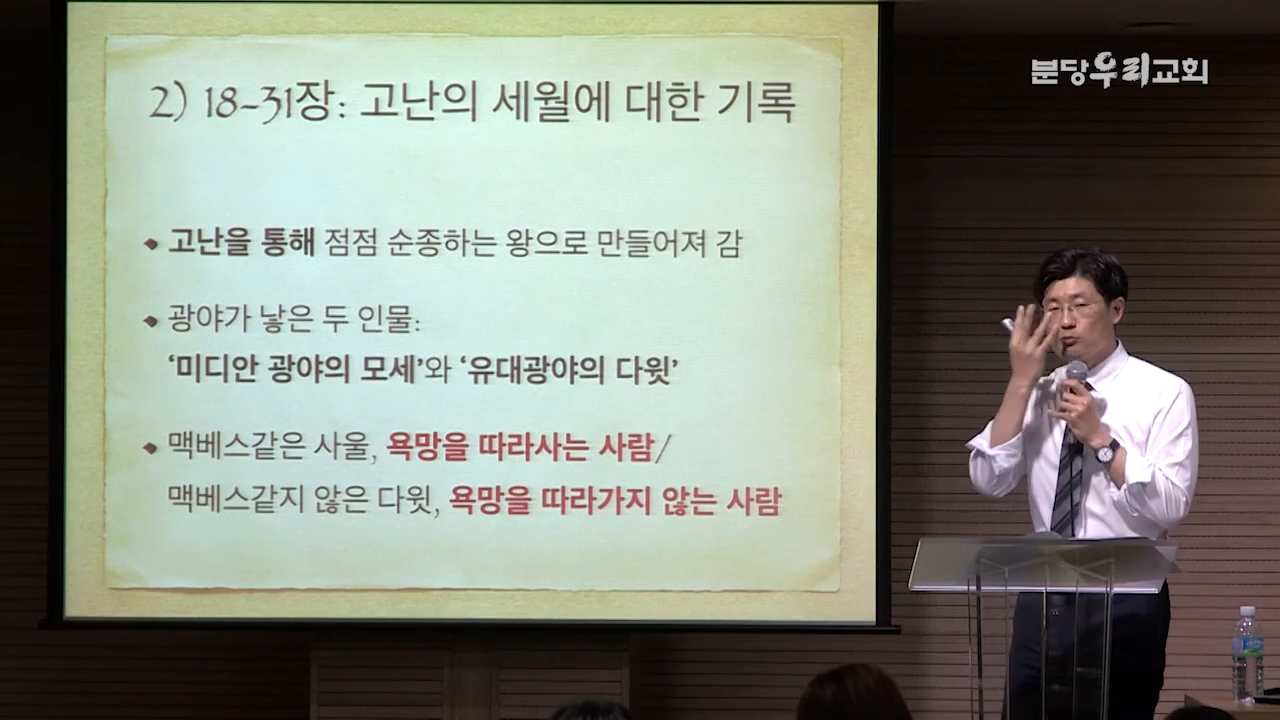 분당우리교회
2) 18-31장: 고난의 세월에 대한 기록
고난을 통해 점점 순종하는 왕으로 만들어져 감
광야가 낳은 두 인물:
‘미디안 광야의 모세’와 ‘유대광야의 다윗’
맥베스같은 사울, 욕망을 따라사는 사람/
맥베스같지 않은 다윗, 욕망을 따라가지 않는 사람